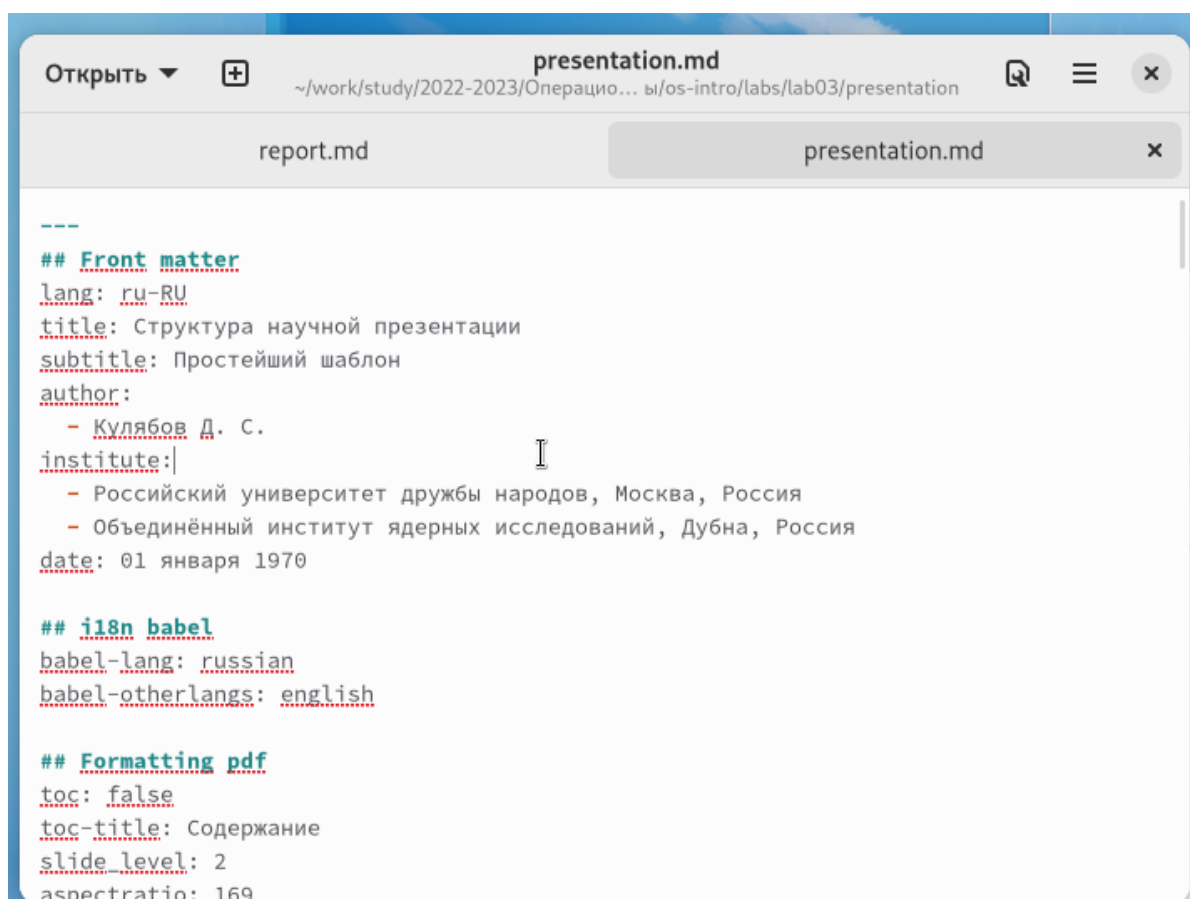 Открыть
presentation.md
~/work/study/2022-2023/Операцио… ы/os-intro/labs/lab03/presentation
report.md
presentation.md
---
## Front matter
lang: ru-RU
title: Структура научной презентации
subtitle: Простейший шаблон
author:
  - Кулябов Д. С.
institute:
  - Российский университет дружбы народов, Москва, Россия
  - Объединённый институт ядерных исследований, Дубна, Россия
date: 01 января 1970
## i18n babel
babel-lang: russian
babel-otherlangs: english
## Formatting pdf
toc: false
toc-title: Содержание
slide_level: 2
aspectratio: 169